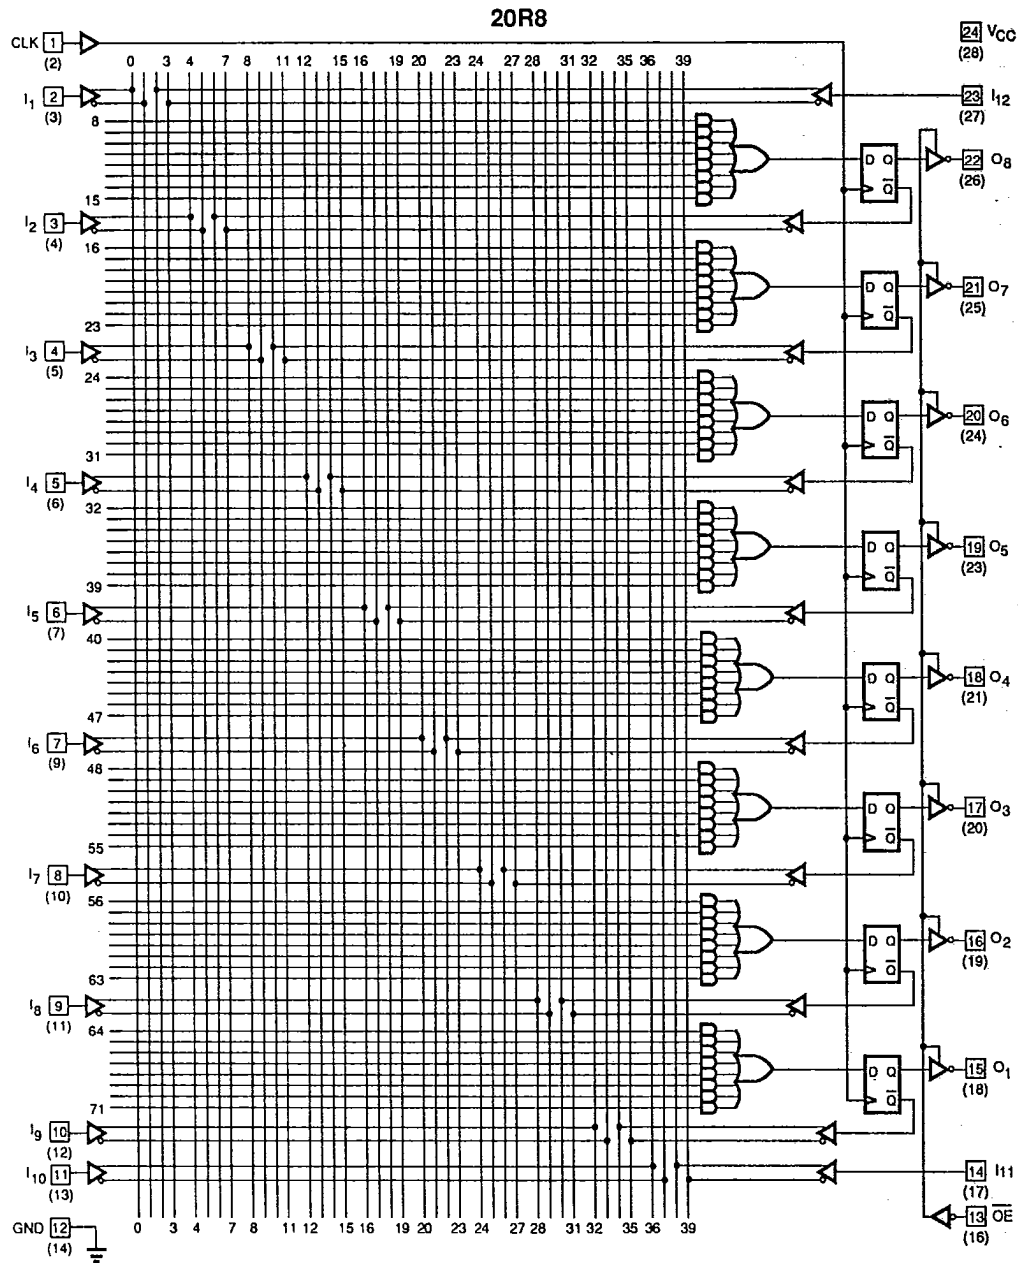 20R8
CLK 1 (2)
24 VCC (28)
0 3 4 7 8 11 12 15 16 19 20 23 24 27 28 31 32 35 36 39
I1 2 (3)
23 I12 (27)
8
D Q Q
22 O8 (26)
15
I2 3 (4)
16
D Q Q
21 O7 (25)
23
I3 4 (5)
24
D Q Q
20 O6 (24)
31
I4 5 (6)
32
D Q Q
19 O5 (23)
39
I5 6 (7)
40
D Q Q
18 O4 (21)
47
I6 7 (9)
48
D Q Q
17 O3 (20)
55
I7 8 (10)
56
D Q Q
16 O2 (19)
63
I8 9 (11)
64
D Q Q
15 O1 (18)
71
I9 10 (12)
I10 11 (13)
14 I11 (17)
0 3 4 7 8 11 12 15 16 19 20 23 24 27 28 31 32 35 36 39
GND 12 (14)
13 OE (16)